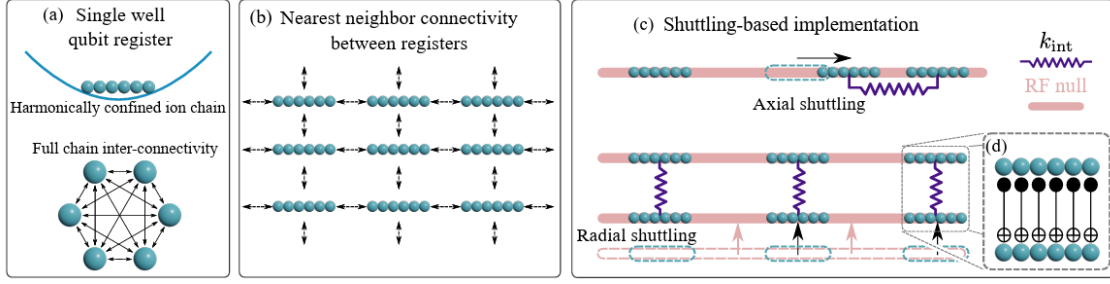 (a) Single well
qubit register
Harmonically confined ion chain
Full chain inter-connectivity
(b) Nearest neighbor connectivity
between registers
(c) Shuttling-based implementation
Axial shuttling
k_int
RF null
Radial shuttling
(d)